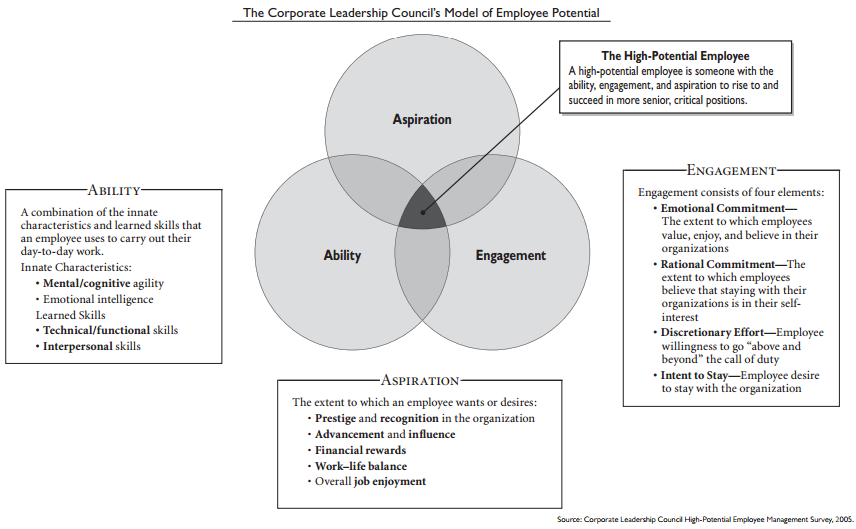 The Corporate Leadership Council's Model of Employee Potential
The High-Potential Employee
A high-potential employee is someone with the
ability, engagement, and aspiration to rise to and
succeed in more senior, critical positions.
Aspiration
Ability
Engagement
ABILITY
A combination of the innate
characteristics and learned skills that
an employee uses to carry out their
day-to-day work.
Innate Characteristics:
• Mental/cognitive agility
• Emotional intelligence
Learned Skills
• Technical/functional skills
• Interpersonal skills
ENGAGEMENT
Engagement consists of four elements:
• Emotional Commitment—
The extent to which employees
value, enjoy, and believe in their
organizations
• Rational Commitment—The
extent to which employees
believe that staying with their
organizations is in their self-
interest
• Discretionary Effort—Employee
willingness to go "above and
beyond" the call of duty
• Intent to Stay—Employee desire
to stay with the organization
ASPIRATION
The extent to which an employee wants or desires:
• Prestige and recognition in the organization
• Advancement and influence
• Financial rewards
• Work–life balance
• Overall job enjoyment
Source: Corporate Leadership Council High-Potential Employee Management Survey, 2005.